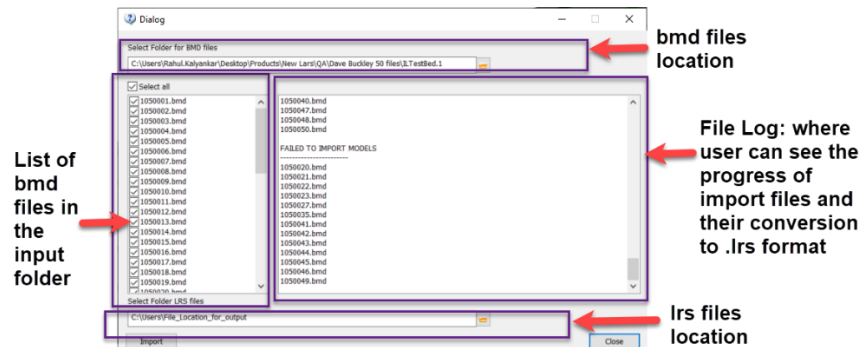 Dialog
Select Folder for BMD files
C:\Users\Rahul.Kalyankar\Desktop\Products\New Lars\QA\Dave Buckley 50 files\ILTestBed.1
bmd files
location
Select all
1050001.bmd
1050002.bmd
1050003.bmd
1050004.bmd
1050005.bmd
1050006.bmd
1050007.bmd
1050008.bmd
1050009.bmd
1050010.bmd
1050011.bmd
1050012.bmd
1050013.bmd
1050014.bmd
1050015.bmd
1050016.bmd
1050017.bmd
1050018.bmd
1050019.bmd
1050020.bmd
List of
bmd
files in
the
input
folder
1050040.bmd
1050047.bmd
1050048.bmd
1050050.bmd
FAILED TO IMPORT MODELS
------------------------
1050020.bmd
1050021.bmd
1050022.bmd
1050023.bmd
1050027.bmd
1050035.bmd
1050041.bmd
1050042.bmd
1050043.bmd
1050044.bmd
1050045.bmd
1050046.bmd
1050049.bmd
File Log: where
user can see the
progress of
import files and
their conversion
to .lrs format
Select Folder LRS files
C:\Users\File_Location_for_output
lrs files
location
Import
Close